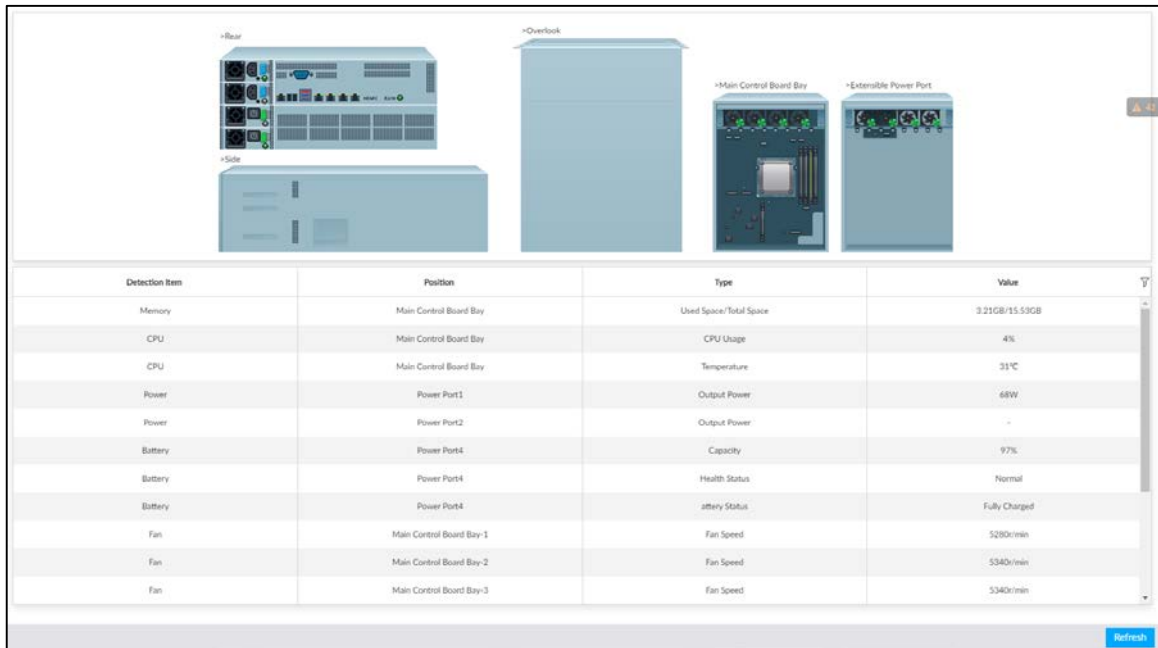 >Rear
>Overlook
>Main Control Board Bay
>Extensible Power Port
>Side
Detection Item Position Type Value
Memory Main Control Board Bay Used Space/Total Space 3.21GB/15.53GB
CPU Main Control Board Bay CPU Usage 4%
CPU Main Control Board Bay Temperature 31℃
Power Power Port1 Output Power 68W
Power Power Port2 Output Power -
Battery Power Port4 Capacity 97%
Battery Power Port4 Health Status Normal
Battery Power Port4 attery Status Fully Charged
Fan Main Control Board Bay-1 Fan Speed 5280r/min
Fan Main Control Board Bay-2 Fan Speed 5340r/min
Fan Main Control Board Bay-3 Fan Speed 5340r/min
Refresh